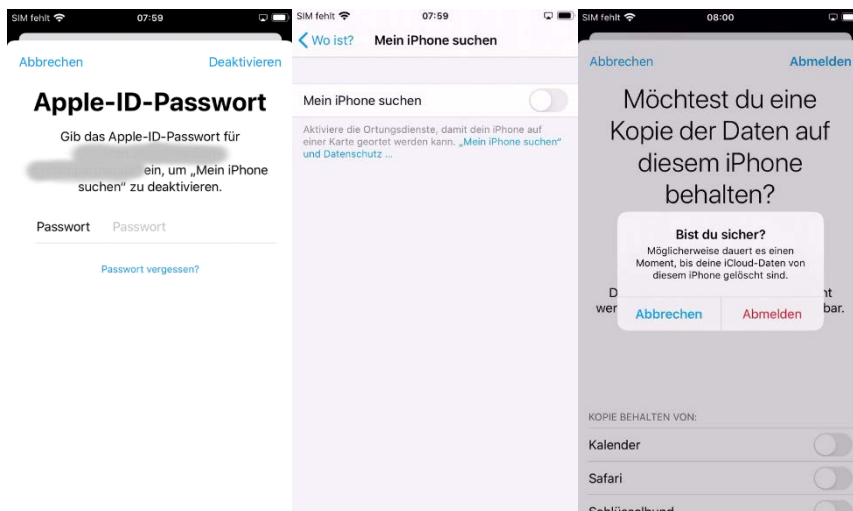 SIM fehlt 07:59
Abbrechen Deaktivieren
Apple-ID-Passwort
Gib das Apple-ID-Passwort für
ein, um „Mein iPhone
suchen“ zu deaktivieren.
Passwort Passwort
Passwort vergessen?
SIM fehlt 07:59
Wo ist? Mein iPhone suchen
Mein iPhone suchen
Aktiviere die Ortungsdienste, damit dein iPhone auf
einer Karte geortet werden kann. „Mein iPhone suchen“
und Datenschutz ...
SIM fehlt 08:00
Abbrechen Abmelden
Möchtest du eine
Kopie der Daten auf
diesem iPhone
behalten?
Bist du sicher?
Möglicherweise dauert es einen
Moment, bis deine iCloud-Daten von
diesem iPhone gelöscht sind.
Abbrechen Abmelden
KOPIE BEHALTEN VON:
Kalender
Safari
Schlüsselbund